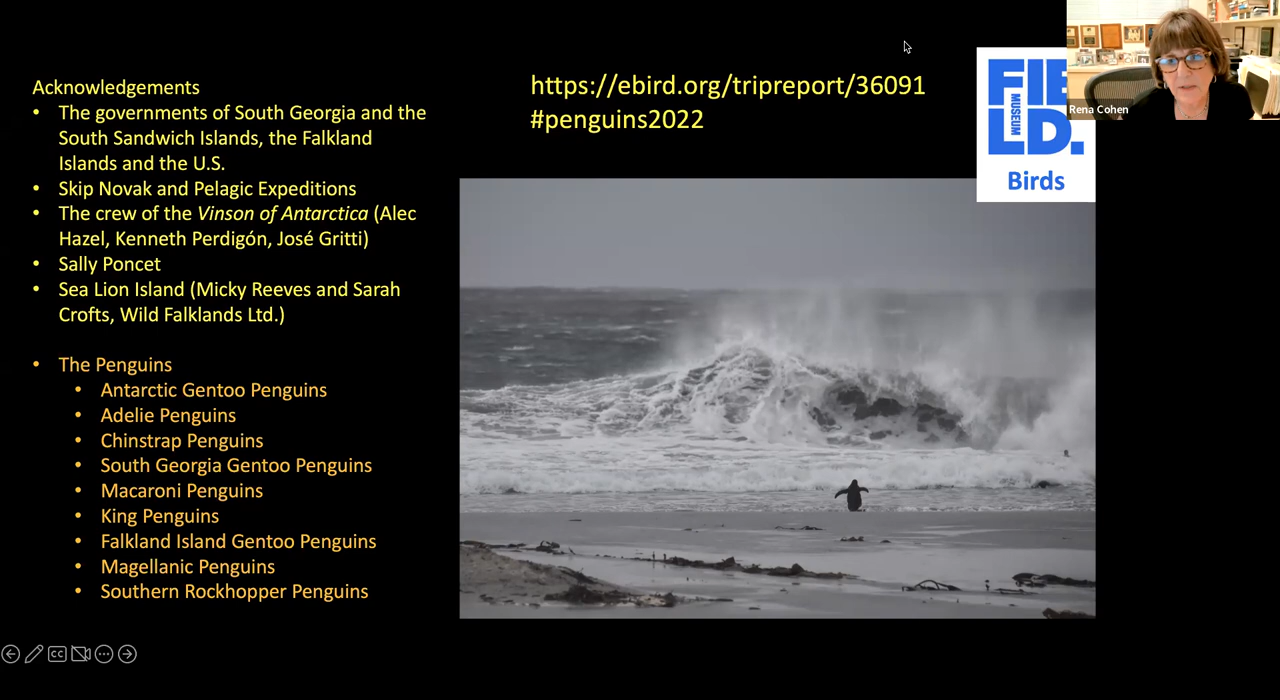 Acknowledgements
• The governments of South Georgia and the
South Sandwich Islands, the Falkland
Islands and the U.S.
• Skip Novak and Pelagic Expeditions
• The crew of the Vinson of Antarctica (Alec
Hazel, Kenneth Perdigón, José Gritti)
• Sally Poncet
• Sea Lion Island (Micky Reeves and Sarah
Crofts, Wild Falklands Ltd.)
• The Penguins
• Antarctic Gentoo Penguins
• Adelie Penguins
• Chinstrap Penguins
• South Georgia Gentoo Penguins
• Macaroni Penguins
• King Penguins
• Falkland Island Gentoo Penguins
• Magellanic Penguins
• Southern Rockhopper Penguins
https://ebird.org/tripreport/36091
#penguins2022
FIE
MUSEUM
LD.
Birds
Rena Cohen
CC